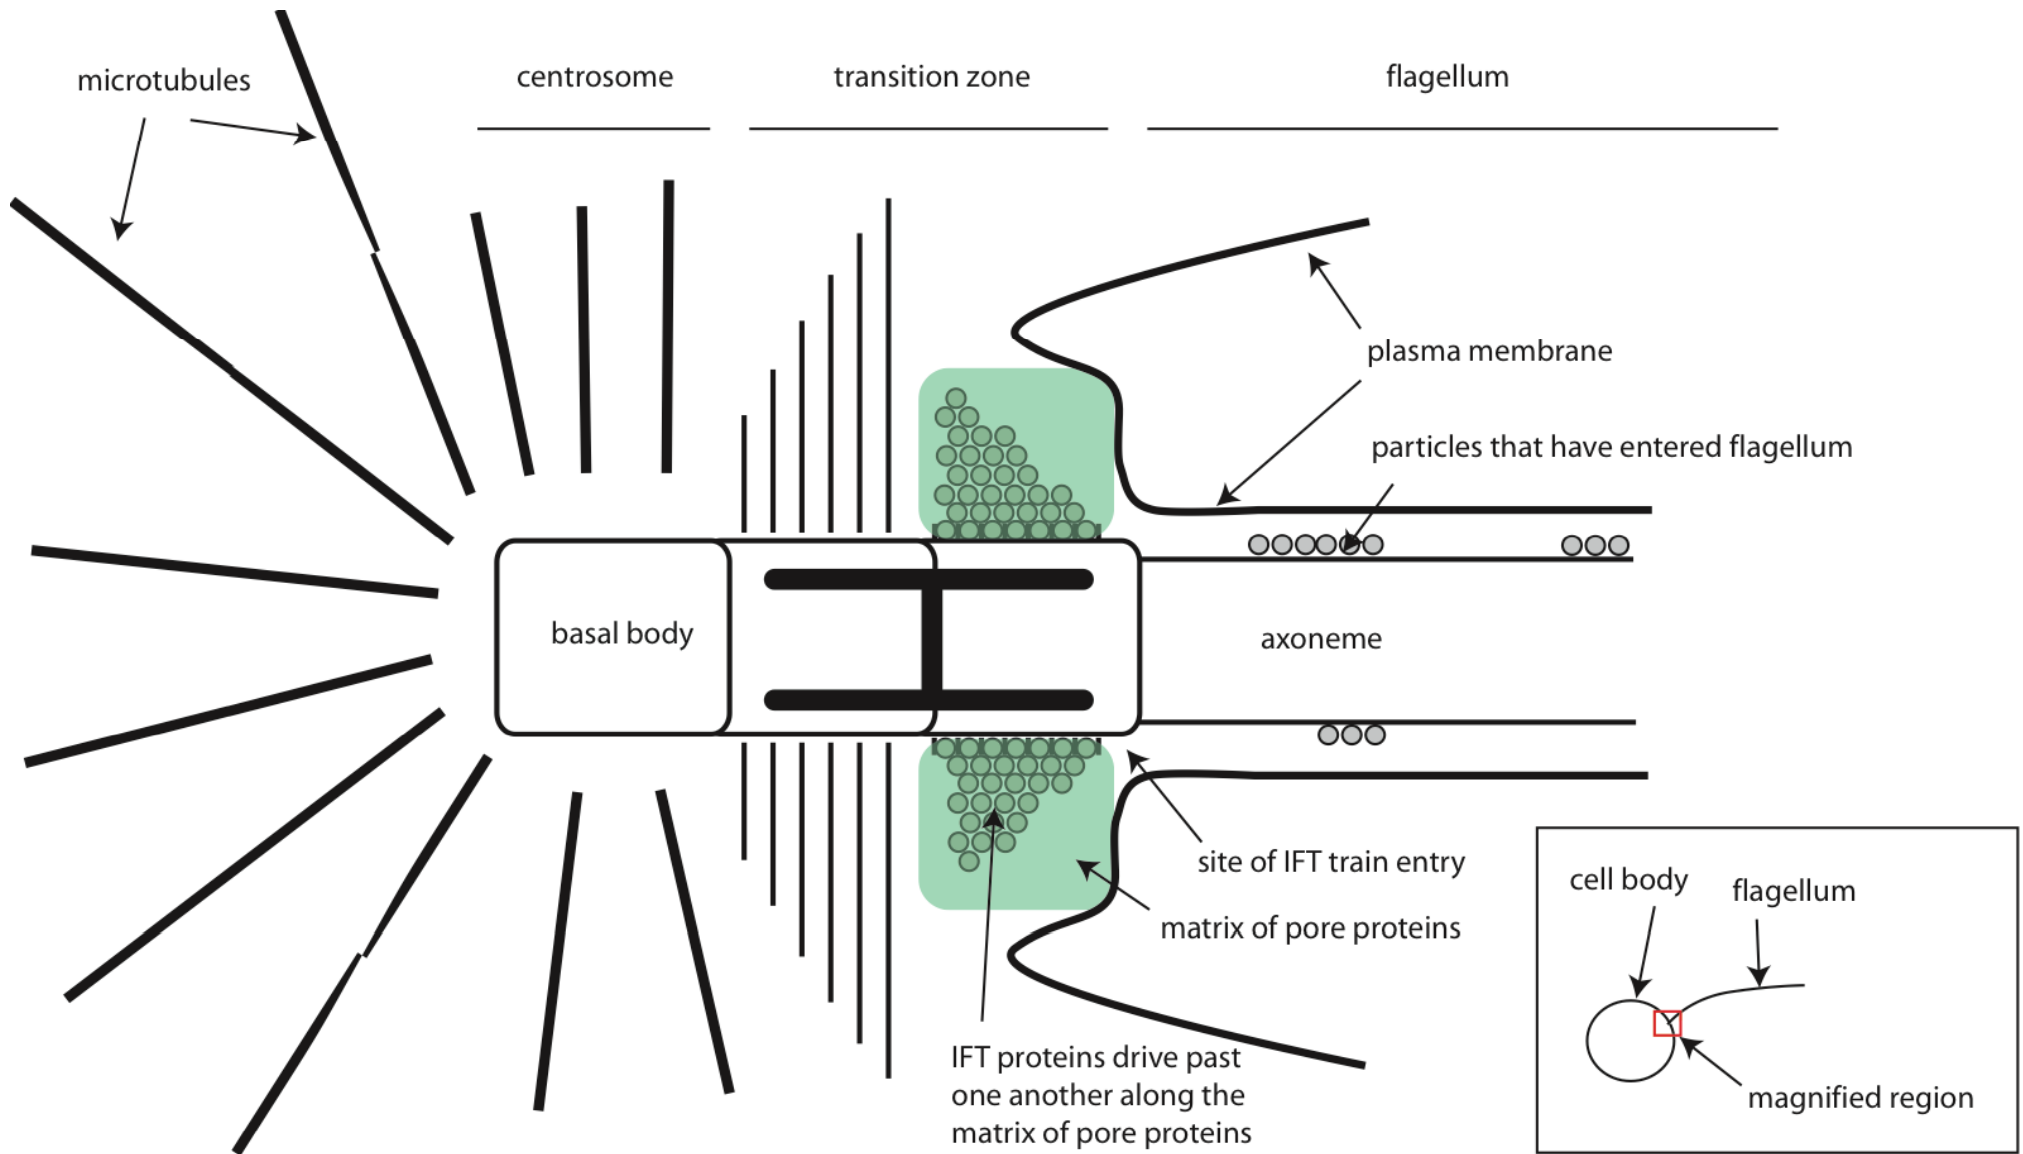 microtubules
centrosome
transition zone
flagellum
plasma membrane
particles that have entered flagellum
basal body
axoneme
site of IFT train entry
matrix of pore proteins
IFT proteins drive past
one another along the
matrix of pore proteins
cell body
flagellum
magnified region